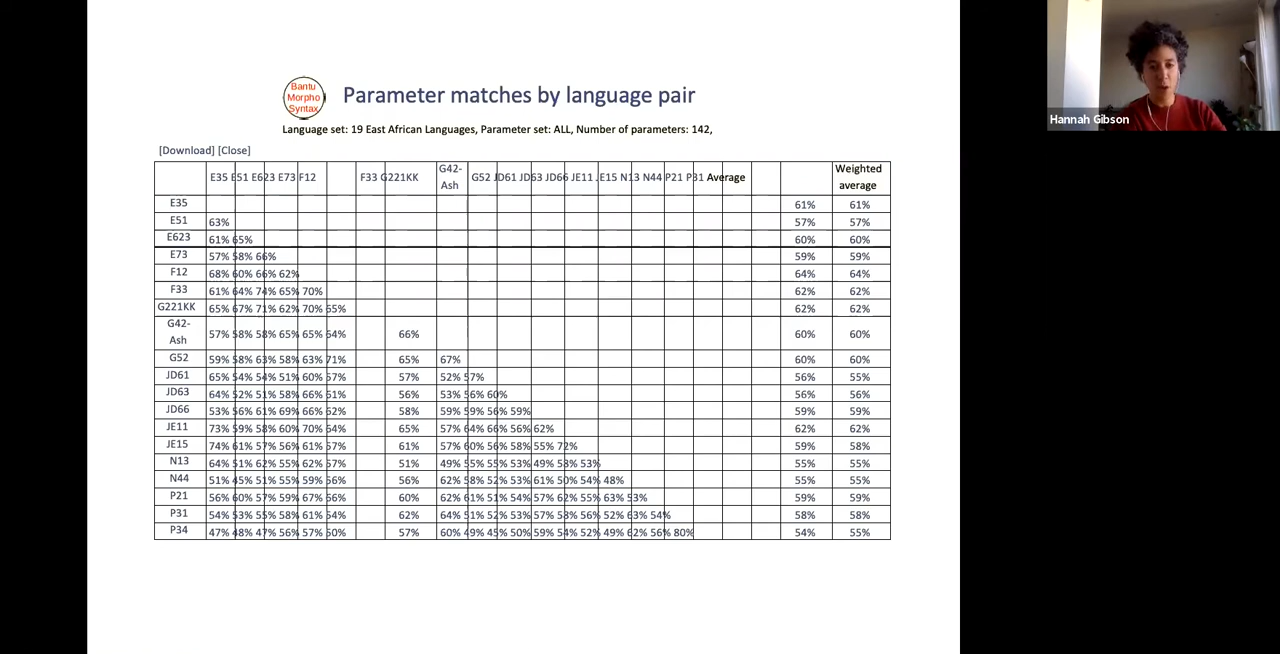 Bantu
Morpho
Syntax
Parameter matches by language pair
Language set: 19 East African Languages, Parameter set: ALL, Number of parameters: 142,
[Download] [Close]
E35 E51 E623 E73 F12 F33 G221KK G42-Ash G52 JD61 JD63 JD66 JE11 JE15 N13 N44 P21 P31 Average Weighted average
E35 61% 61%
E51 63% 57% 57%
E623 61% 65% 60% 60%
E73 57% 58% 66% 59% 59%
F12 68% 60% 66% 62% 64% 64%
F33 61% 64% 74% 65% 70% 62% 62%
G221KK 65% 67% 71% 62% 70% 65% 62% 62%
G42-Ash 57% 58% 58% 65% 65% 64% 66% 60% 60%
G52 59% 58% 63% 58% 63% 71% 65% 67% 60% 60%
JD61 65% 54% 54% 51% 60% 57% 57% 52% 57% 56% 55%
JD63 64% 52% 51% 58% 66% 61% 56% 53% 56% 60% 56% 56%
JD66 53% 56% 61% 69% 66% 62% 58% 59% 59% 56% 59% 59% 59%
JE11 73% 59% 58% 60% 70% 64% 65% 57% 64% 66% 56% 62% 62% 62%
JE15 74% 61% 57% 56% 61% 57% 61% 57% 60% 56% 58% 55% 72% 59% 58%
N13 64% 51% 62% 55% 62% 57% 51% 49% 55% 55% 53% 49% 58% 53% 55% 55%
N44 51% 45% 51% 55% 59% 56% 56% 62% 58% 52% 53% 61% 50% 54% 48% 55% 55%
P21 56% 60% 57% 59% 67% 66% 60% 62% 61% 51% 54% 57% 62% 55% 63% 53% 59% 59%
P31 54% 53% 55% 58% 61% 54% 62% 64% 51% 52% 53% 57% 58% 56% 52% 63% 54% 58% 58%
P34 47% 48% 47% 56% 57% 50% 57% 60% 49% 45% 50% 59% 54% 52% 49% 62% 56% 80% 54% 55%
Hannah Gibson